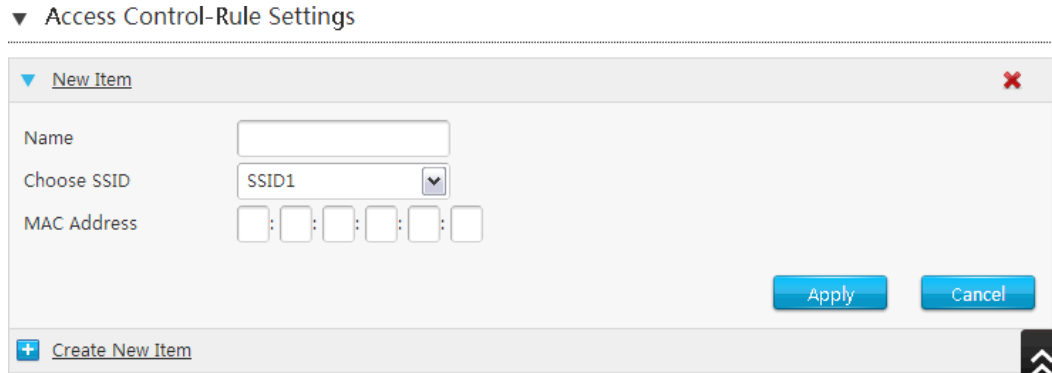 Access Control-Rule Settings
New Item
Name
Choose SSID SSID1
MAC Address : : : : :
Apply Cancel
Create New Item